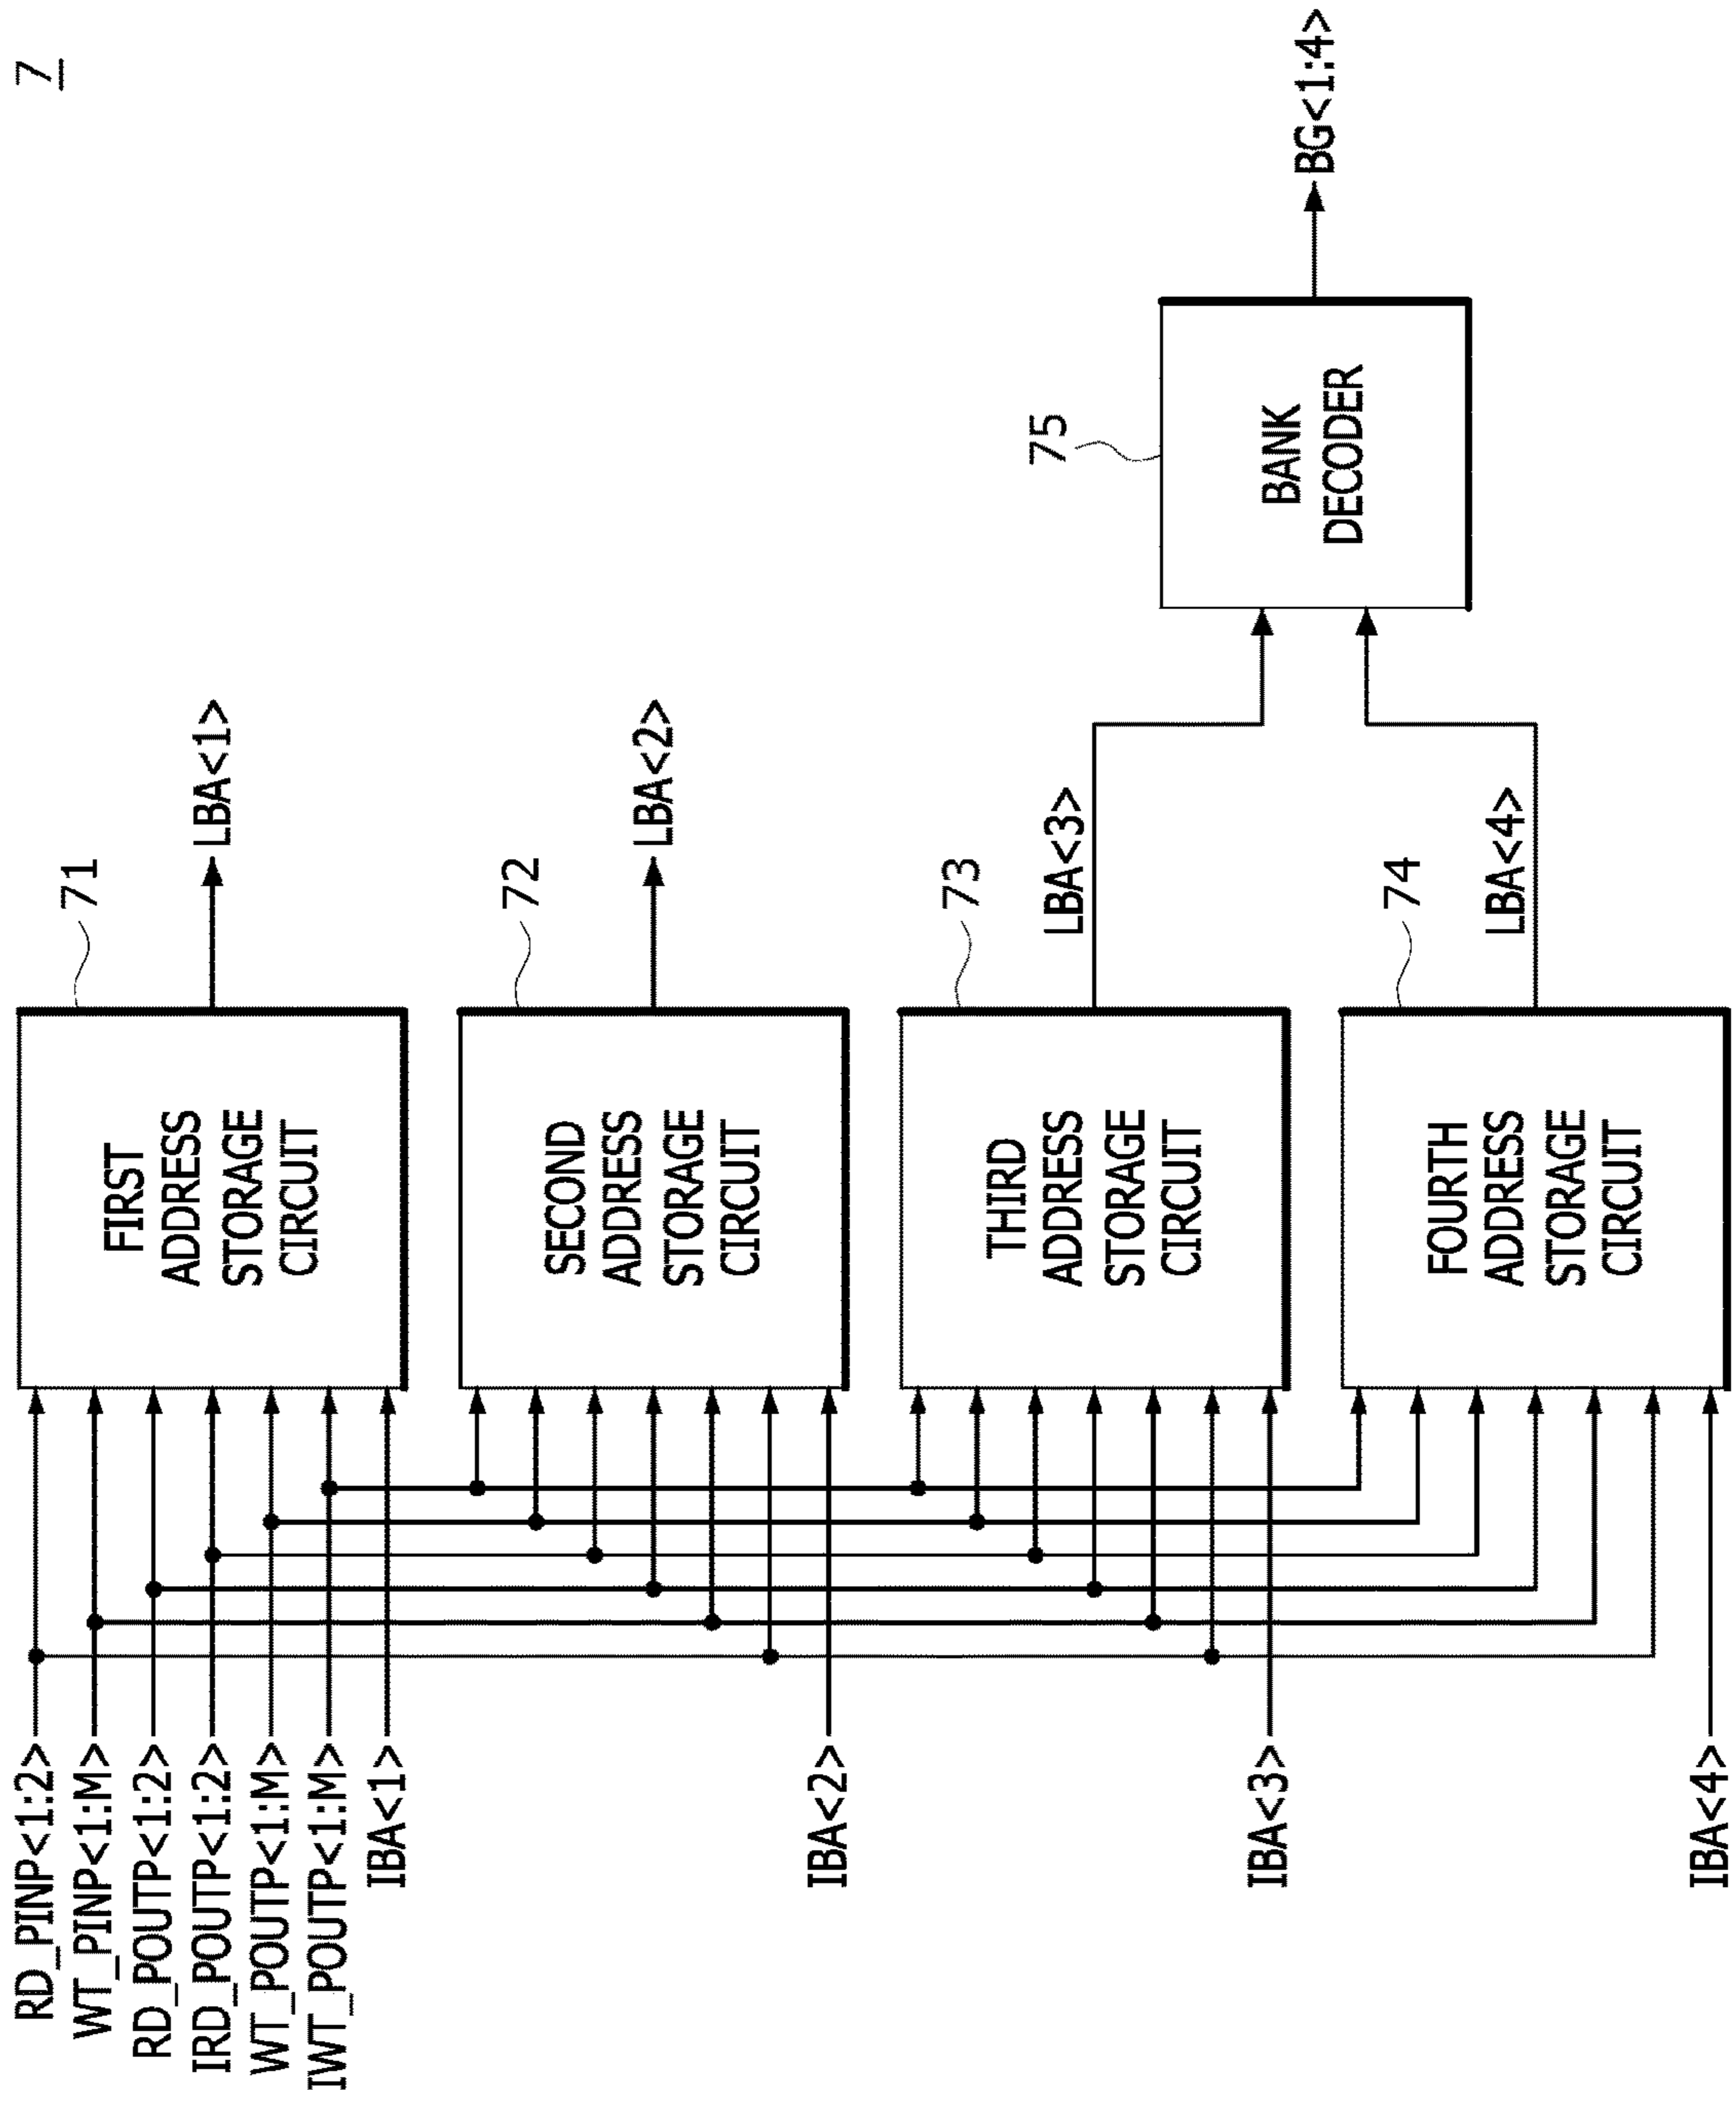 7
RD_PINP<1:2>
WT_PINP<1:M>
RD_POUTP<1:2>
IRD_POUTP<1:2>
WT_POUTP<1:M>
IWT_POUTP<1:M>
IBA<1>
FIRST
ADDRESS
STORAGE
CIRCUIT
71
LBA<1>
IBA<2>
SECOND
ADDRESS
STORAGE
CIRCUIT
72
LBA<2>
IBA<3>
THIRD
ADDRESS
STORAGE
CIRCUIT
73
LBA<3>
IBA<4>
FOURTH
ADDRESS
STORAGE
CIRCUIT
74
LBA<4>
75
BANK
DECODER
BG<1:4>